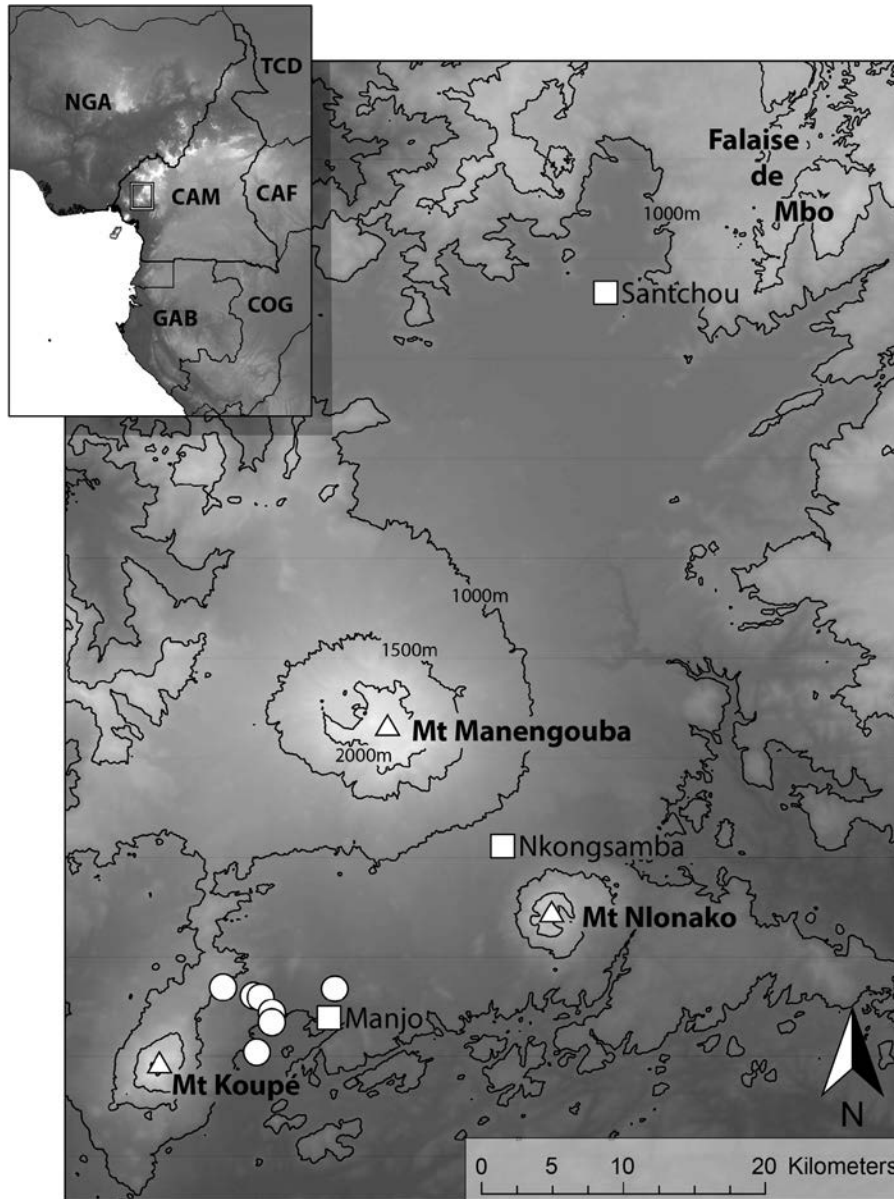 TCD
NGA
CAM
CAF
GAB
COG
Falaise
de
Mbo
1000m
Santchou
1000m
1500m
Mt Manengouba
2000m
Nkongsamba
Mt Nlonako
Manjo
Mt Koupé
N
0 5 10 20 Kilometers